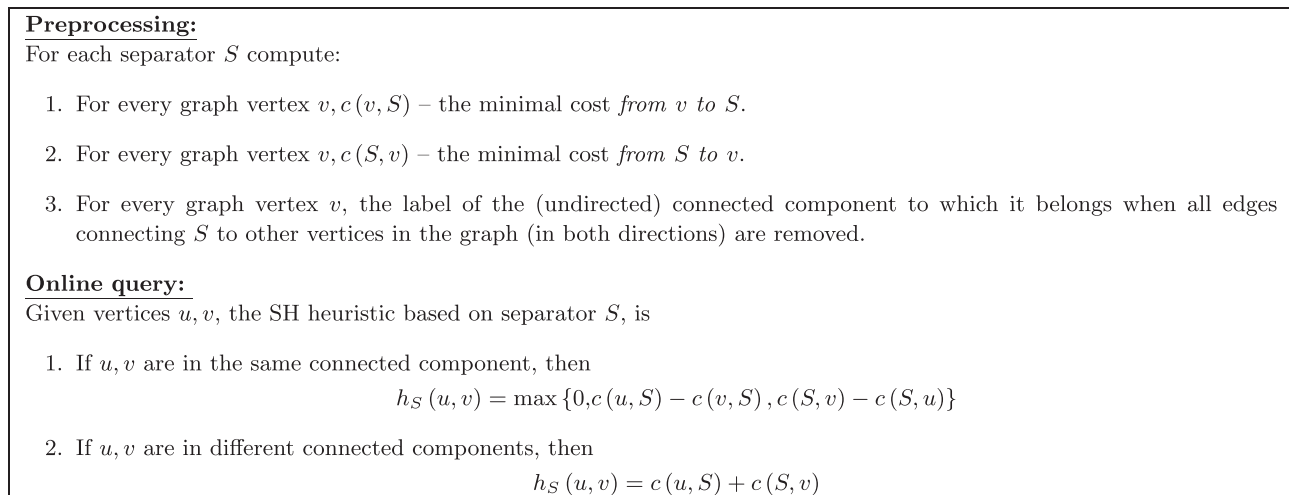 Preprocessing:
For each separator S compute:
1. For every graph vertex v, c (v, S) – the minimal cost from v to S.
2. For every graph vertex v, c (S, v) – the minimal cost from S to v.
3. For every graph vertex v, the label of the (undirected) connected component to which it belongs when all edges
connecting S to other vertices in the graph (in both directions) are removed.
Online query:
Given vertices u, v, the SH heuristic based on separator S, is
1. If u, v are in the same connected component, then
h_S (u, v) = max {0,c (u, S) − c (v, S) , c (S, v) − c (S, u)}
2. If u, v are in different connected components, then
h_S (u, v) = c (u, S) + c (S, v)